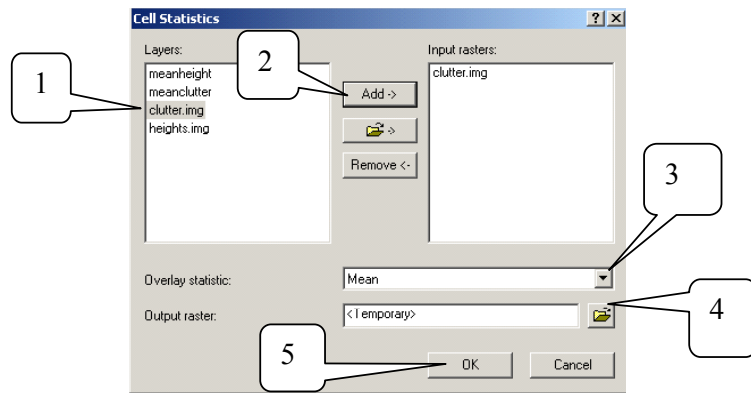 Cell Statistics
Layers:
Input rasters:
meanheight
meanclutter
clutter.img
heights.img
Add ->
->
Remove <-
clutter.img
Overlay statistic:
Mean
Output raster:
<Temporary>
OK
Cancel
1
2
3
4
5